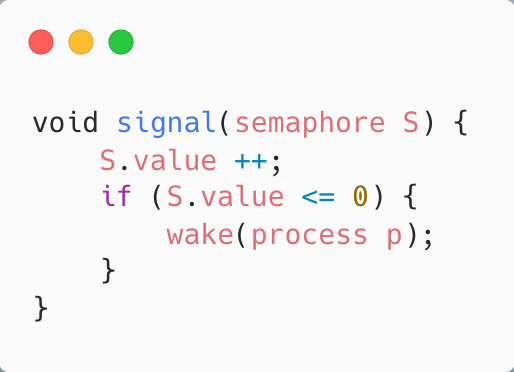 void signal(semaphore S) {
    S.value ++;
    if (S.value <= 0) {
        wake(process p);
    }
}